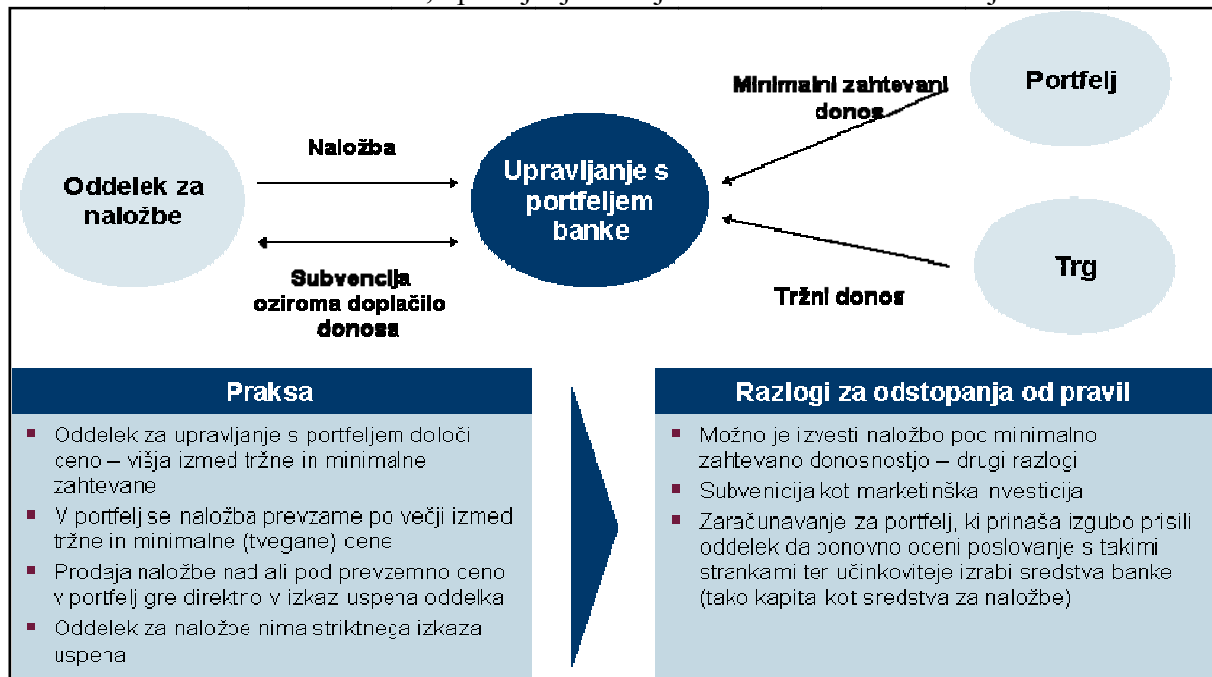 Portfelj
Minimalni zahtevani
donos
Naložba
Oddelek za
naložbe
Upravljanje s
portfeljem
banke
Subvencija
oziroma doplačilo
donosa
Trg
Tržni donos
Praksa
▪ Oddelek za upravljanje s portfeljem določi
ceno – višja izmed tržne in minimalne
zahtevane
▪ V portfelj se naložba prevzame po večji izmed
tržne in minimalne (tvegane) cene
▪ Prodaja naložbe nad ali pod prevzemno ceno
v portfelj gre direktno v izkaz uspeha oddelka
▪ Oddelek za naložbe nima striktnega izkaza
uspeha
Razlogi za odstopanja od pravil
▪ Možno je izvesti naložbo pod minimalno
zahtevano donosnostjo – drugi razlogi
▪ Subvenicija kot marketinška investicija
▪ Zaračunavanje za portfelj, ki prinaša izgubo prisili
oddelek da ponovno oceni poslovanje s takimi
strankami ter učinkoviteje izrabi sredstva banke
(tako kapital kot sredstva za naložbe)